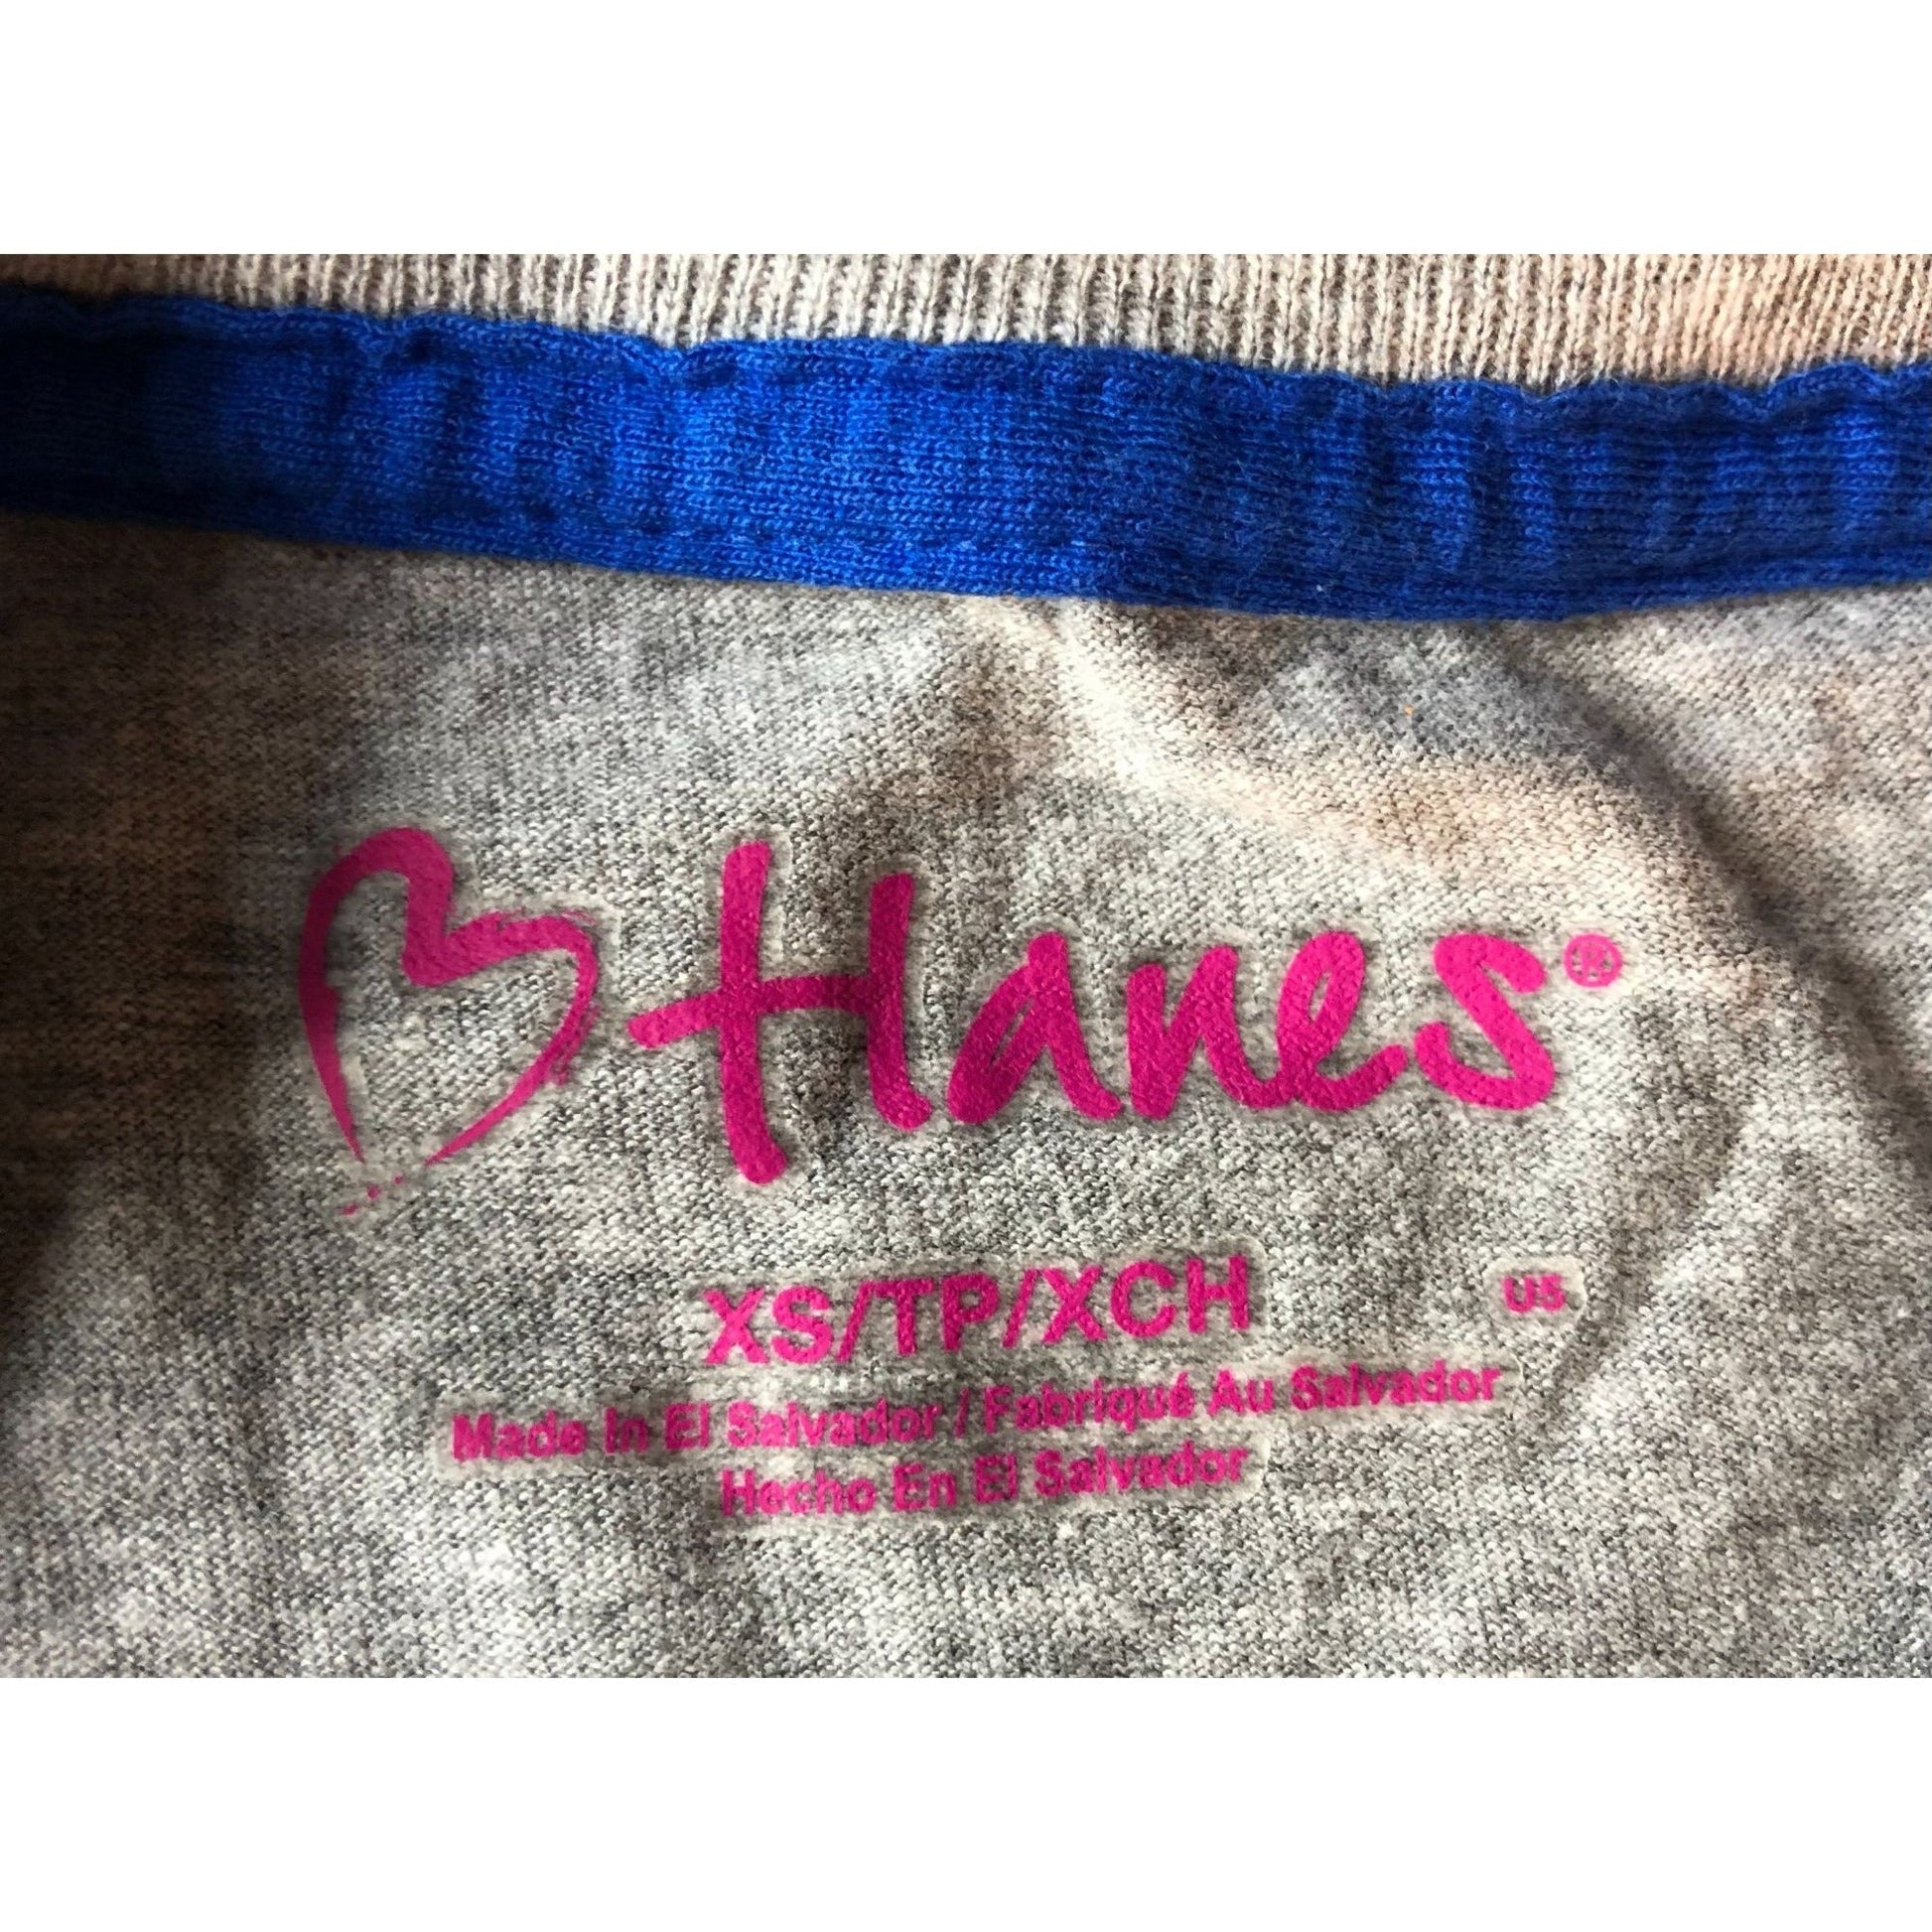 Hanes®
XS/TP/XCH
US
Made In El Salvador / Fabriqué Au Salvador
Hecho En El Salvador